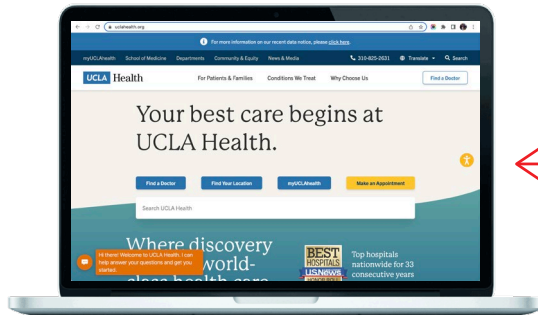 uclahealth.org
For more information on our recent data notice, please click here.
myUCLAhealth School of Medicine Departments Community & Equity News & Media 310-825-2631 Translate Search
UCLA Health For Patients & Families Conditions We Treat Why Choose Us Find a Doctor
Your best care begins at
UCLA Health.
Find a Doctor Find Your Location myUCLAhealth Make an Appointment
Search UCLA Health
Where discovery
world-
class health care
Hi there! Welcome to UCLA Health. I can
help answer your questions and get you
started.
BEST
HOSPITALS
U.S.News
HONOR ROLL
Top hospitals
nationwide for 33
consecutive years